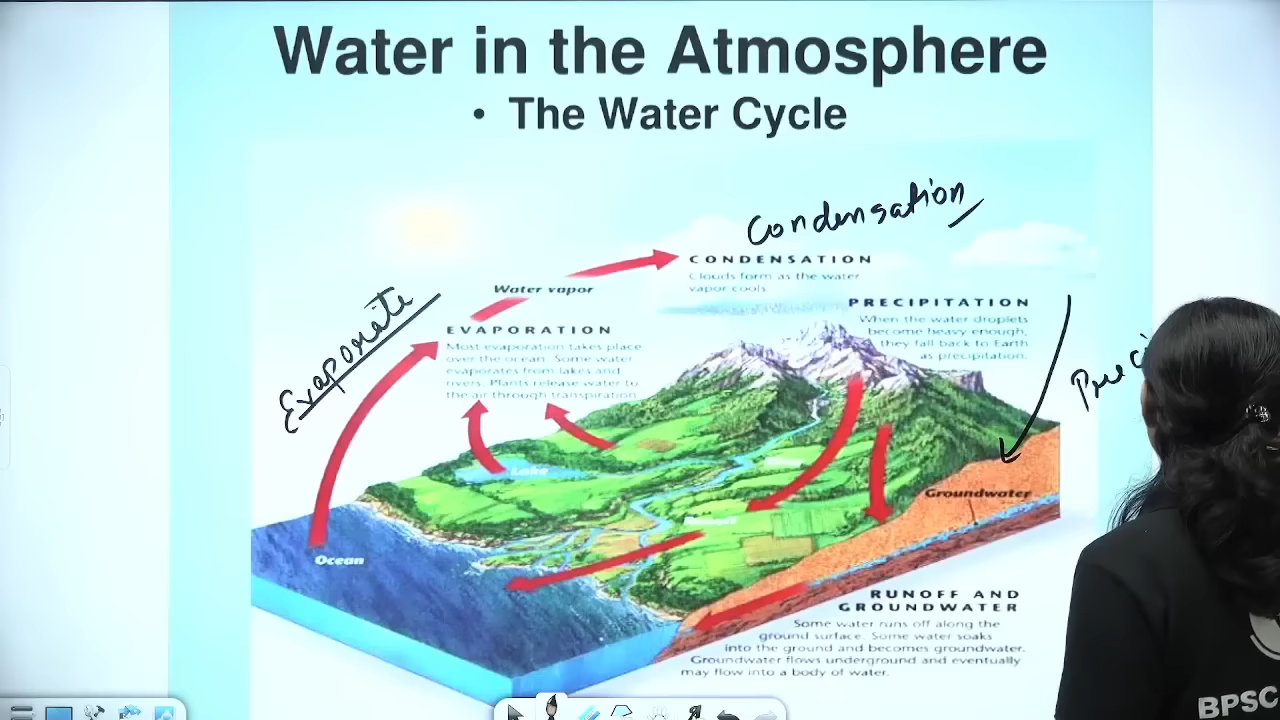 Water in the Atmosphere
• The Water Cycle
Condensation
CONDENSATION
Clouds form as the water
vapor cools.
Water vapor
Evaporate
PRECIPITATION
When the water droplets
become heavy enough,
they fall back to Earth
as precipitation.
EVAPORATION
Most evaporation takes place
over the ocean. Some water
evaporates from lakes and
rivers. Plants release water to
the air through transpiration.
Preci
Lake
Groundwater
Runoff
Ocean
RUNOFF AND
GROUNDWATER
Some water runs off along the
ground surface. Some water soaks
into the ground and becomes groundwater.
Groundwater flows underground and eventually
may flow into a body of water.
BPSC